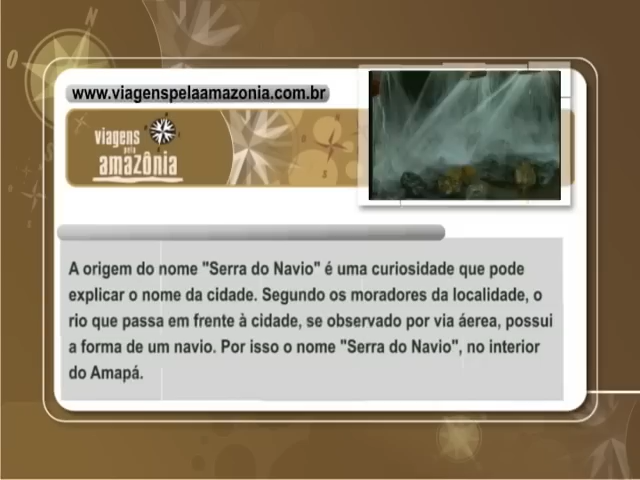 www.viagenspelaamazonia.com.br
viagens
pela
amazônia
A origem do nome "Serra do Navio" é uma curiosidade que pode
explicar o nome da cidade. Segundo os moradores da localidade, o
rio que passa em frente à cidade, se observado por via áerea, possui
a forma de um navio. Por isso o nome "Serra do Navio", no interior
do Amapá.